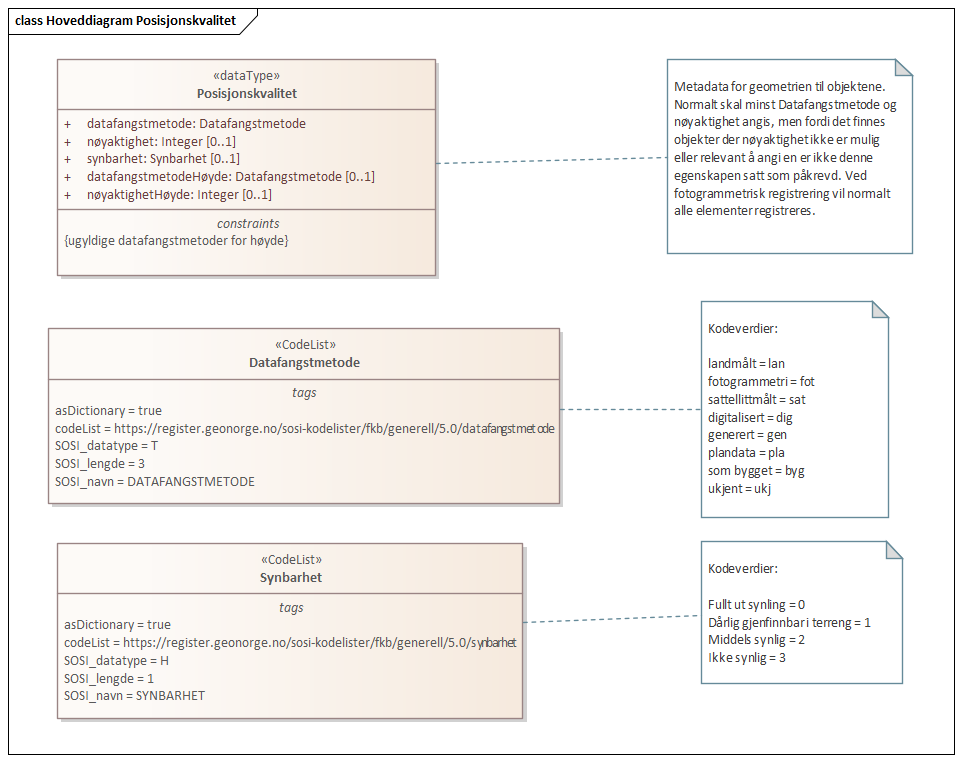 class Hoveddiagram Posisjonskvalitet
«dataType»
Posisjonskvalitet
+ datafangstmetode: Datafangstmetode
+ nøyaktighet: Integer [0..1]
+ synbarhet: Synbarhet [0..1]
+ datafangstmetodeHøyde: Datafangstmetode [0..1]
+ nøyaktighetHøyde: Integer [0..1]
constraints
{ugyldige datafangstmetoder for høyde}
Metadata for geometrien til objektene.
Normalt skal minst Datafangstmetode og
nøyaktighet angis, men fordi det finnes
objekter der nøyaktighet ikke er mulig
eller relevant å angi en er ikke denne
egenskapen satt som påkrevd. Ved
fotogrammetrisk registrering vil normalt
alle elementer registreres.
«CodeList»
Datafangstmetode
tags
asDictionary = true
codeList = https://register.geonorge.no/sosi-kodelister/fkb/generell/5.0/datafangstmetode
SOSI_datatype = T
SOSI_lengde = 3
SOSI_navn = DATAFANGSTMETODE
Kodeverdier:
landmålt = lan
fotogrammetri = fot
sattellittmålt = sat
digitalisert = dig
generert = gen
plandata = pla
som bygget = byg
ukjent = ukj
«CodeList»
Synbarhet
tags
asDictionary = true
codeList = https://register.geonorge.no/sosi-kodelister/fkb/generell/5.0/synbarhet
SOSI_datatype = H
SOSI_lengde = 1
SOSI_navn = SYNBARHET
Kodeverdier:
Fullt ut synling = 0
Dårlig gjenfinnbar i terreng = 1
Middels synlig = 2
Ikke synlig = 3